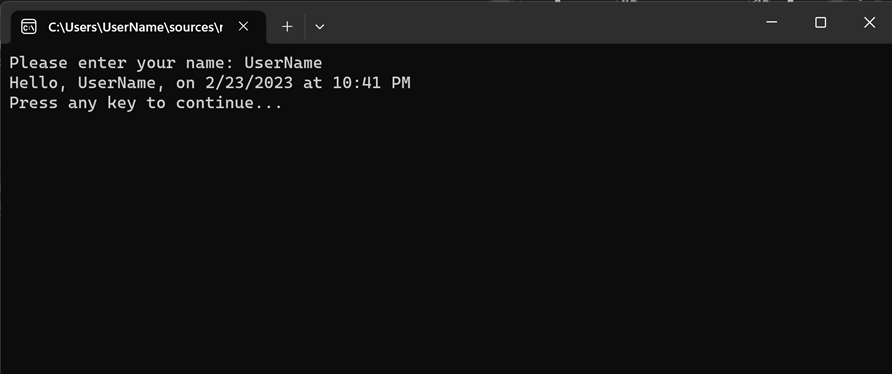 C:\Users\UserName\sources\r
Please enter your name: UserName
Hello, UserName, on 2/23/2023 at 10:41 PM
Press any key to continue...